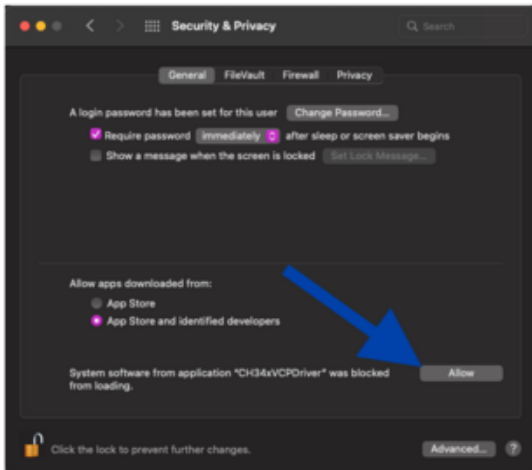 Security & Privacy
Search
General FileVault Firewall Privacy
A login password has been set for this user Change Password...
Require password immediately after sleep or screen saver begins
Show a message when the screen is locked Set Lock Message...
Allow apps downloaded from:
App Store
App Store and identified developers
System software from application "CH34xVCPDriver" was blocked Allow
from loading.
Click the lock to prevent further changes. Advanced... ?